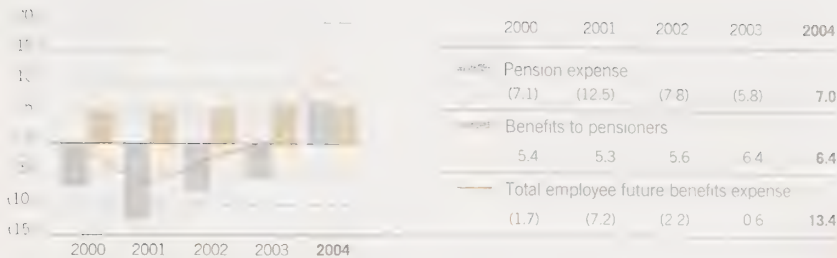 2000 2001 2002 2003 2004
Pension expense
(7.1) (12.5) (7.8) (5.8) 7.0
Benefits to pensioners
5.4 5.3 5.6 6.4 6.4
Total employee future benefits expense
(1.7) (7.2) (2.2) 0.6 13.4
2000 2001 2002 2003 2004